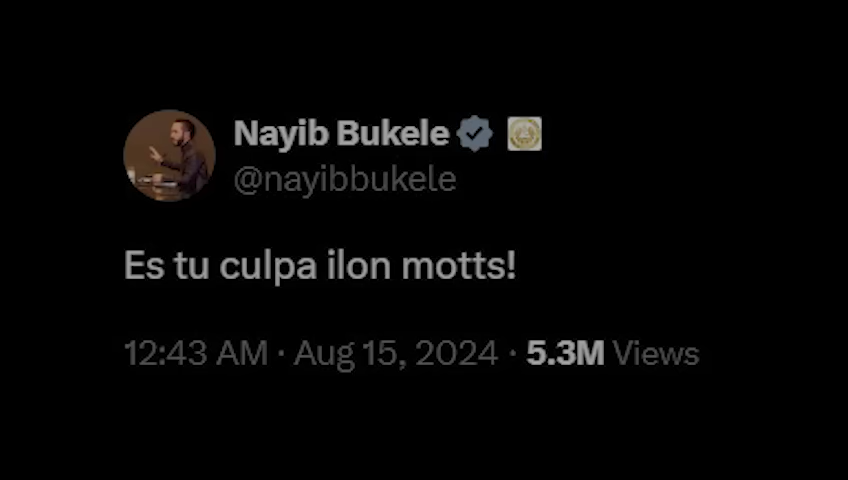 Nayib Bukele
@nayibbukele
Es tu culpa ilon motts!
12:43 AM · Aug 15, 2024 · 5.3M Views